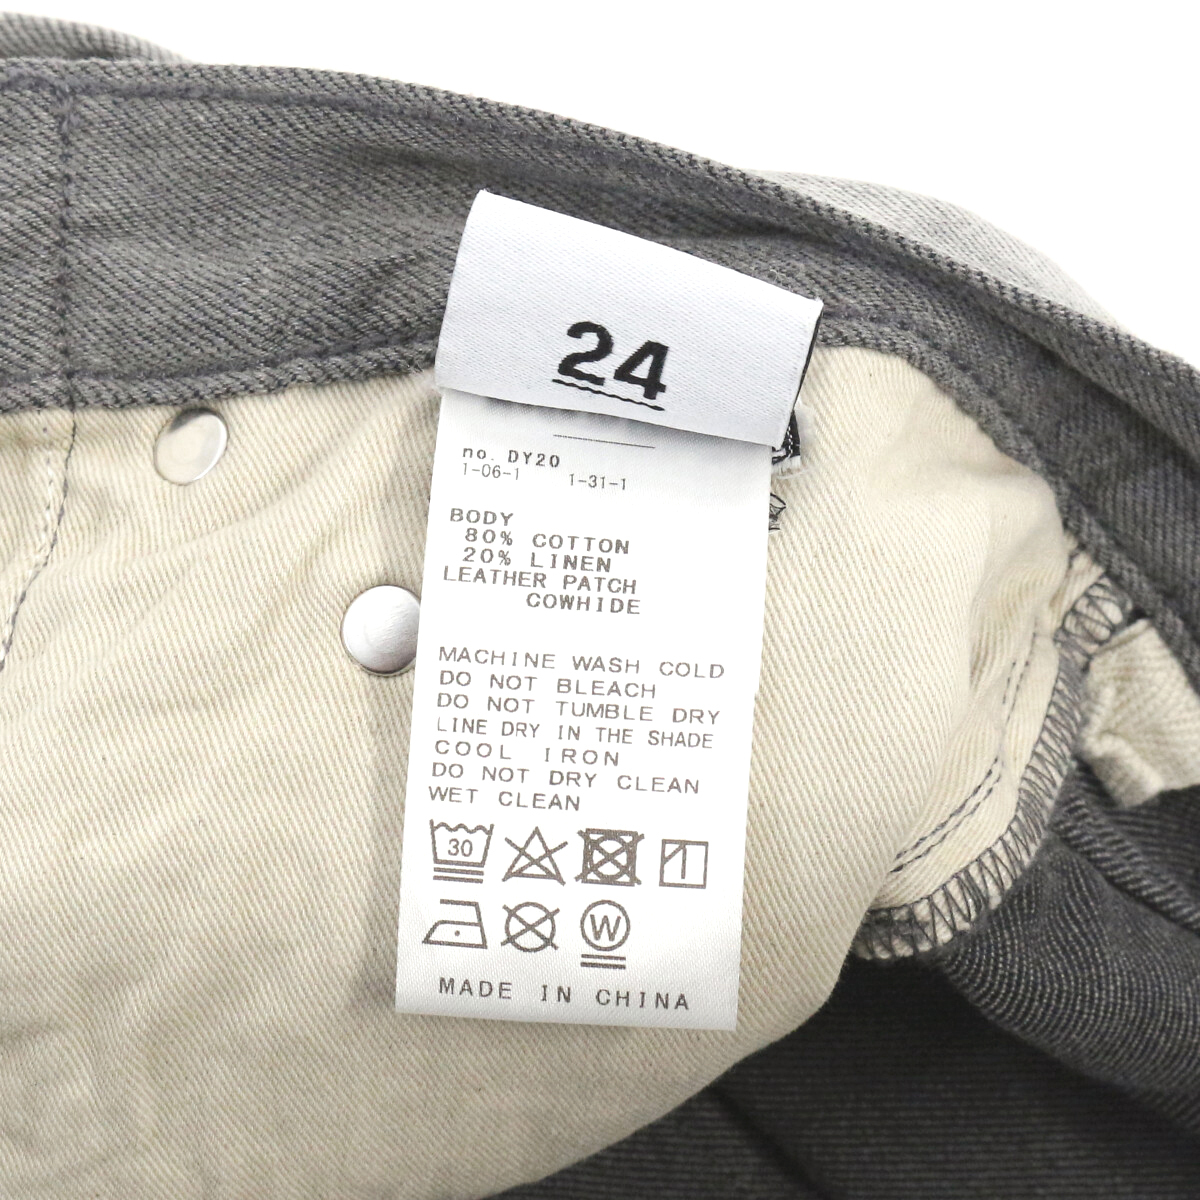 24
no. DY20
1-06-1 1-31-1
BODY
80% COTTON
20% LINEN
LEATHER PATCH
COWHIDE
MACHINE WASH COLD
DO NOT BLEACH
DO NOT TUMBLE DRY
LINE DRY IN THE SHADE
COOL IRON
DO NOT DRY CLEAN
WET CLEAN
30
W
MADE IN CHINA